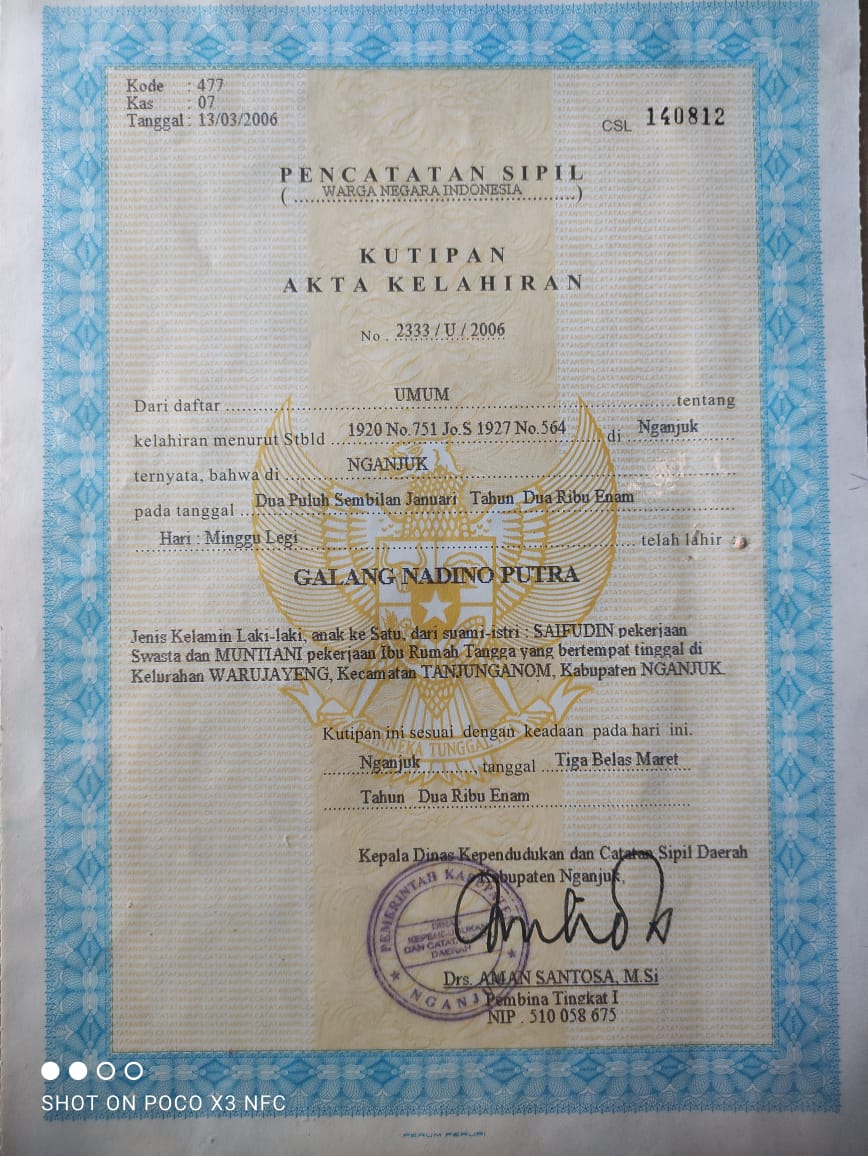 Kode : 477
Kas : 07
Tanggal : 13/03/2006
CSL 140812
PENCATATAN SIPIL
(WARGA NEGARA INDONESIA)
KUTIPAN
AKTA KELAHIRAN
No. 2333 / U / 2006
Dari daftar UMUM tentang
kelahiran menurut Stbld 1920 No.751 Jo.S 1927 No.564 di Nganjuk
ternyata, bahwa di NGANJUK
pada tanggal Dua Puluh Sembilan Januari Tahun Dua Ribu Enam
Hari : Minggu Legi telah lahir :
GALANG NADINO PUTRA
Jenis Kelamin Laki-laki, anak ke Satu, dari suami-istri : SAIFUDIN pekerjaan
Swasta dan MUNTIANI pekerjaan Ibu Rumah Tangga yang bertempat tinggal di
Kelurahan WARUJAYENG, Kecamatan TANJUNGANOM, Kabupaten NGANJUK
Kutipan ini sesuai dengan keadaan pada hari ini.
Nganjuk, tanggal Tiga Belas Maret
Tahun Dua Ribu Enam
Kepala Dinas Kependudukan dan Catatan Sipil Daerah
Kabupaten Nganjuk,
PEMERINTAH
DINAS
KEPENDUDUKAN
DAN CATATAN
DAERAH
NGANJUK
Drs. AMAN SANTOSA, M.Si
Pembina Tingkat I
NIP . 510 058 675
SHOT ON POCO X3 NFC
PERUM PERURI